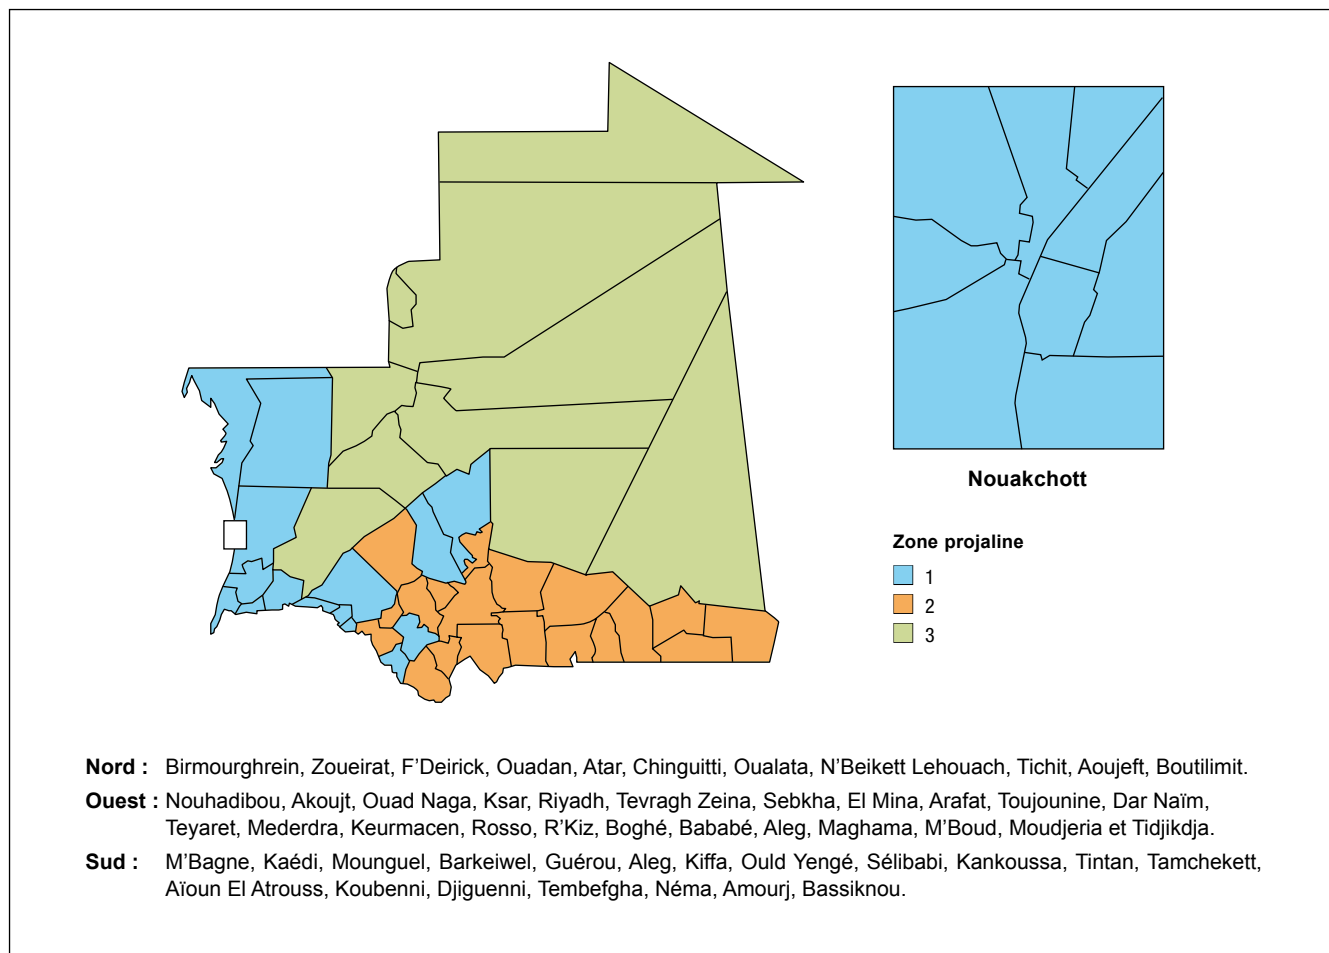 Nouakchott
Zone projaline
1
2
3
Nord : Birmourghrein, Zoueirat, F’Deirick, Ouadan, Atar, Chinguitti, Oualata, N’Beikett Lehouach, Tichit, Aoujeft, Boutilimit.
Ouest : Nouhadibou, Akoujt, Ouad Naga, Ksar, Riyadh, Tevragh Zeina, Sebkha, El Mina, Arafat, Toujounine, Dar Naïm,
Teyaret, Mederdra, Keurmacen, Rosso, R’Kiz, Boghé, Bababé, Aleg, Maghama, M’Boud, Moudjeria et Tidjikdja.
Sud : M’Bagne, Kaédi, Mounguel, Barkeiwel, Guérou, Aleg, Kiffa, Ould Yengé, Sélibabi, Kankoussa, Tintan, Tamchekett,
Aïoun El Atrouss, Koubenni, Djiguenni, Tembefgha, Néma, Amourj, Bassiknou.